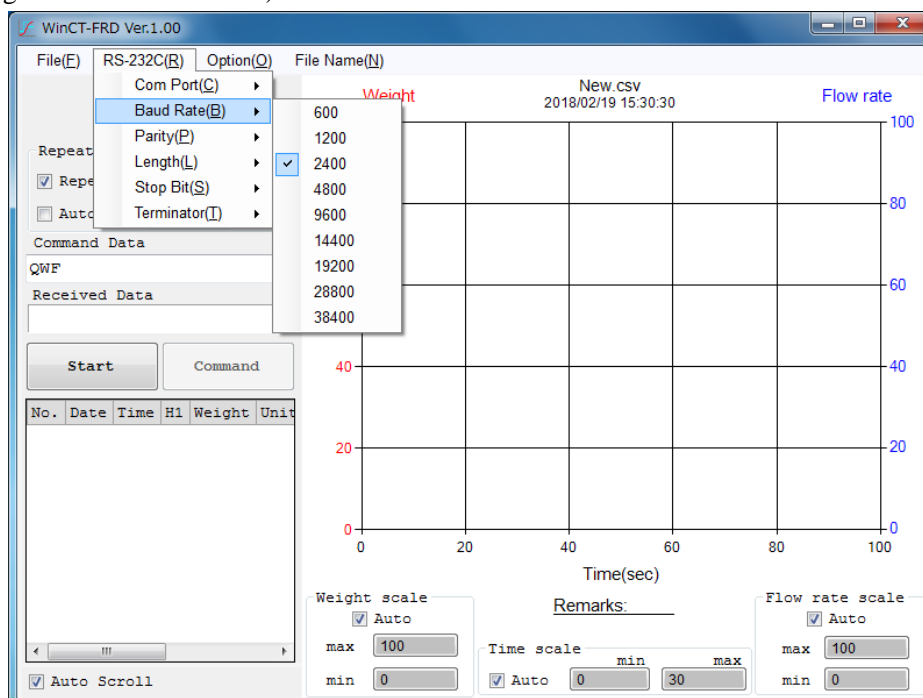 WinCT-FRD Ver.1.00
File(F) RS-232C(R) Option(O) File Name(N)
Com Port(C)
Baud Rate(B)
Parity(P)
Length(L)
Stop Bit(S)
Terminator(T)
600
1200
2400
4800
9600
14400
19200
28800
38400
Repeat
Repe
Auto
Command Data
QWF
Received Data
Start Command
No. Date Time H1 Weight Unit
Auto Scroll
Weight New.csv Flow rate
2018/02/19 15:30:30
100
80
60
40 40
20 20
0 0
0 20 40 60 80 100
Time(sec)
Weight scale
Auto
max 100
min 0
Remarks:
Time scale
min max
Auto 0 30
Flow rate scale
Auto
max 100
min 0